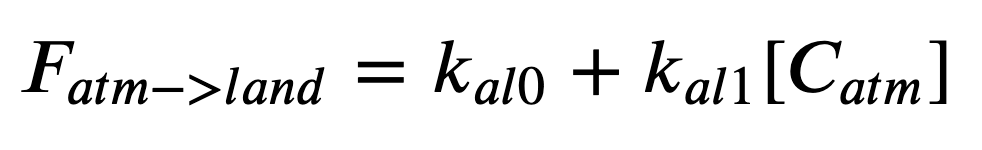 F_{atm->land} = k_{al0} + k_{al1}[C_{atm}]